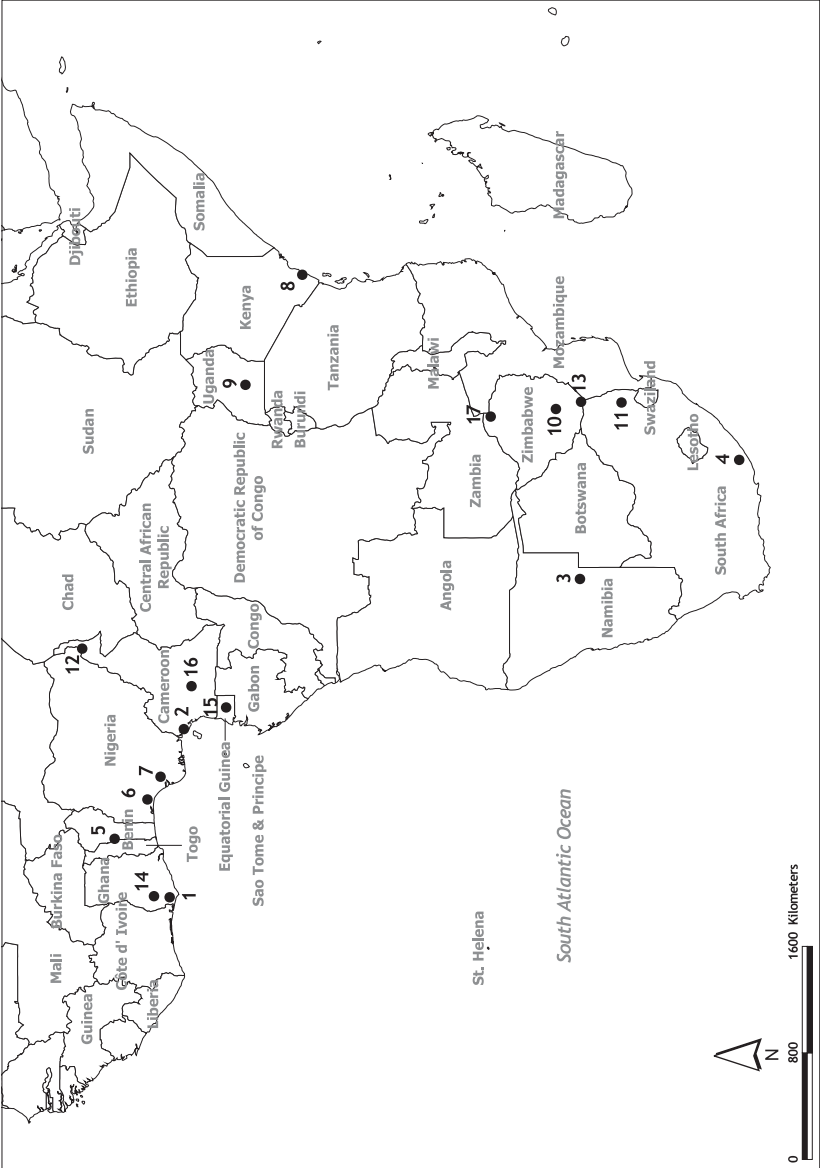 Djibouti
Somalia
Ethiopia
Madagascar
Kenya
8
Uganda
9
Sudan
Rwanda
Burundi
Tanzania
Malawi
Mozambique
13
17
Zimbabwe
10
11
Swaziland
Democratic Republic
of Congo
Zambia
Botswana
Lesotho
4
South Africa
Central African
Republic
Chad
Angola
3
Namibia
Congo
Gabon
12
Cameroon
16
15
2
Nigeria
7
6
5
Benin
Togo
Equatorial Guinea
Sao Tome & Principe
Burkina Faso
Ghana
14
1
Mali
Côte d' Ivoire
Guinea
Liberia
St. Helena
South Atlantic Ocean
N
0 800 1600 Kilometers